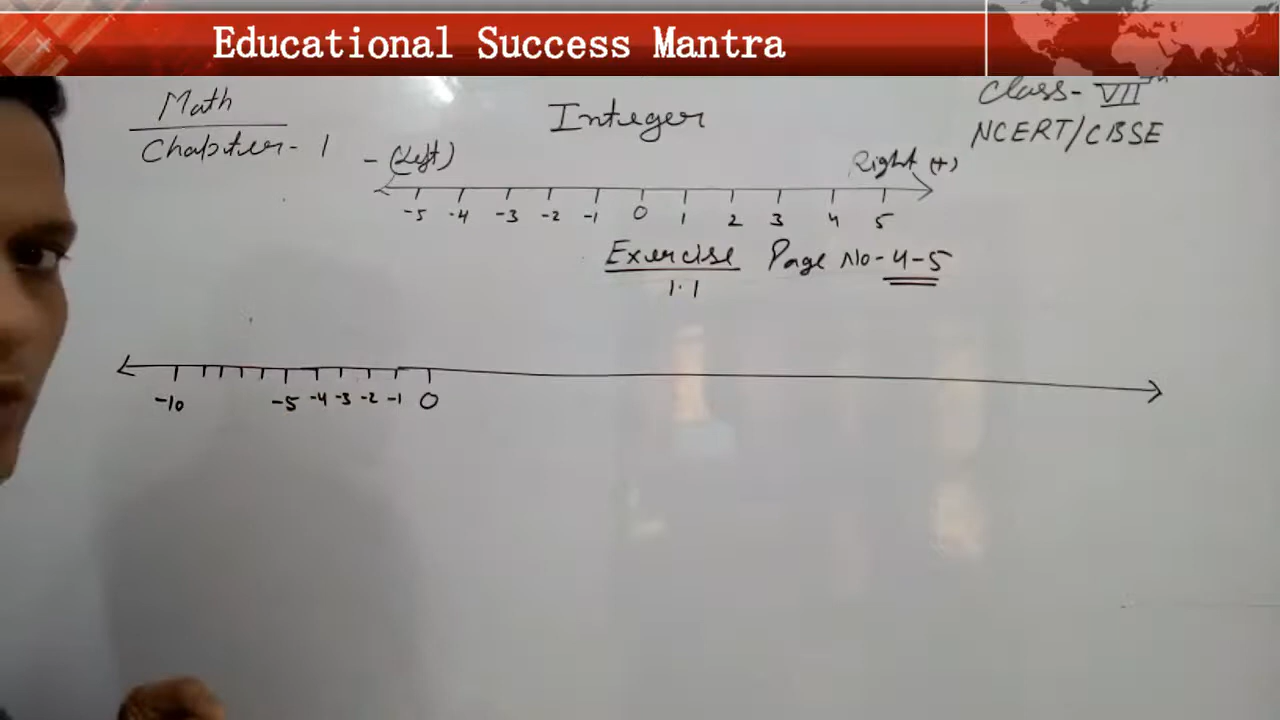 Educational Success Mantra
Math
Chapter - 1
Integer
Class - VII th
NCERT/CBSE
- (Left)
Right (+)
-5 -4 -3 -2 -1 0 1 2 3 4 5
Exercise Page No - 4-5
1.1
-10 -5 -4 -3 -2 -1 0